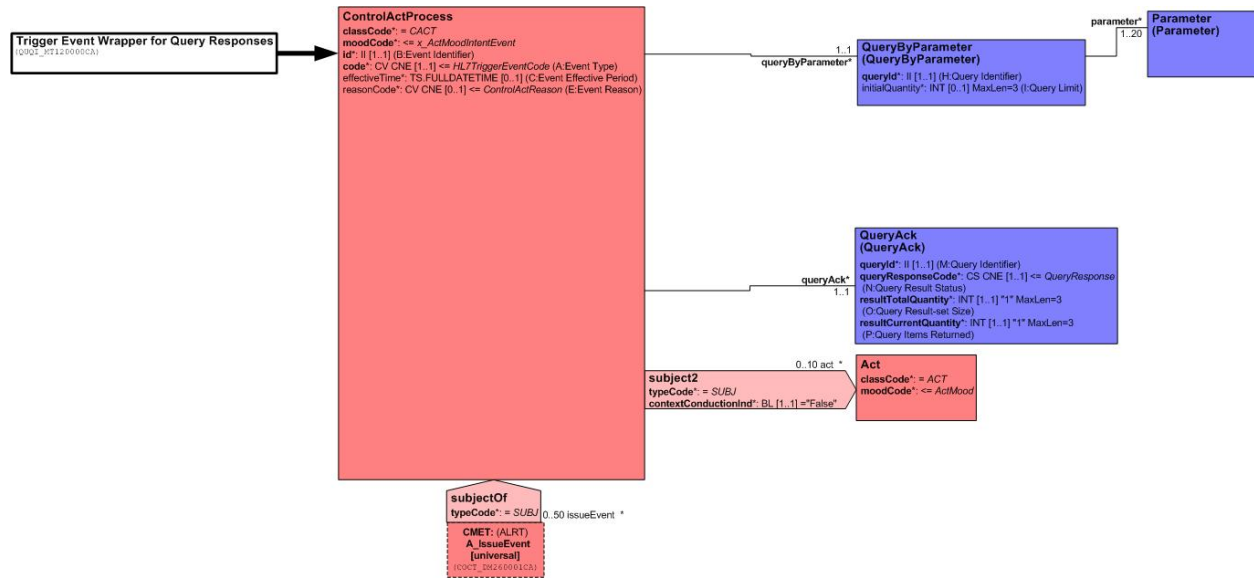 Trigger Event Wrapper for Query Responses
(QUQI_MT120000CA)
ControlActProcess
classCode*: = CACT
moodCode*: <= x_ActMoodIntentEvent
id*: II [1..1] (B:Event Identifier)
code*: CV CNE [1..1] <= HL7TriggerEventCode (A:Event Type)
effectiveTime*: TS.FULLDATETIME [0..1] (C:Event Effective Period)
reasonCode*: CV CNE [0..1] <= ControlActReason (E:Event Reason)
1..1
queryByParameter*
QueryByParameter
(QueryByParameter)
queryId*: II [1..1] (H:Query Identifier)
initialQuantity*: INT [0..1] MaxLen=3 (I:Query Limit)
parameter*
1..20
Parameter
(Parameter)
queryAck*
1..1
QueryAck
(QueryAck)
queryId*: II [1..1] (M:Query Identifier)
queryResponseCode*: CS CNE [1..1] <= QueryResponse
(N:Query Result Status)
resultTotalQuantity*: INT [1..1] "1" MaxLen=3
(O:Query Result-set Size)
resultCurrentQuantity*: INT [1..1] "1" MaxLen=3
(P:Query Items Returned)
0..10 act *
subject2
typeCode*: = SUBJ
contextConductionInd*: BL [1..1] ="False"
Act
classCode*: = ACT
moodCode*: <= ActMood
subjectOf
typeCode*: = SUBJ
0..50 issueEvent *
CMET: (ALRT)
A_IssueEvent
[universal]
(COCT_DM260001CA)